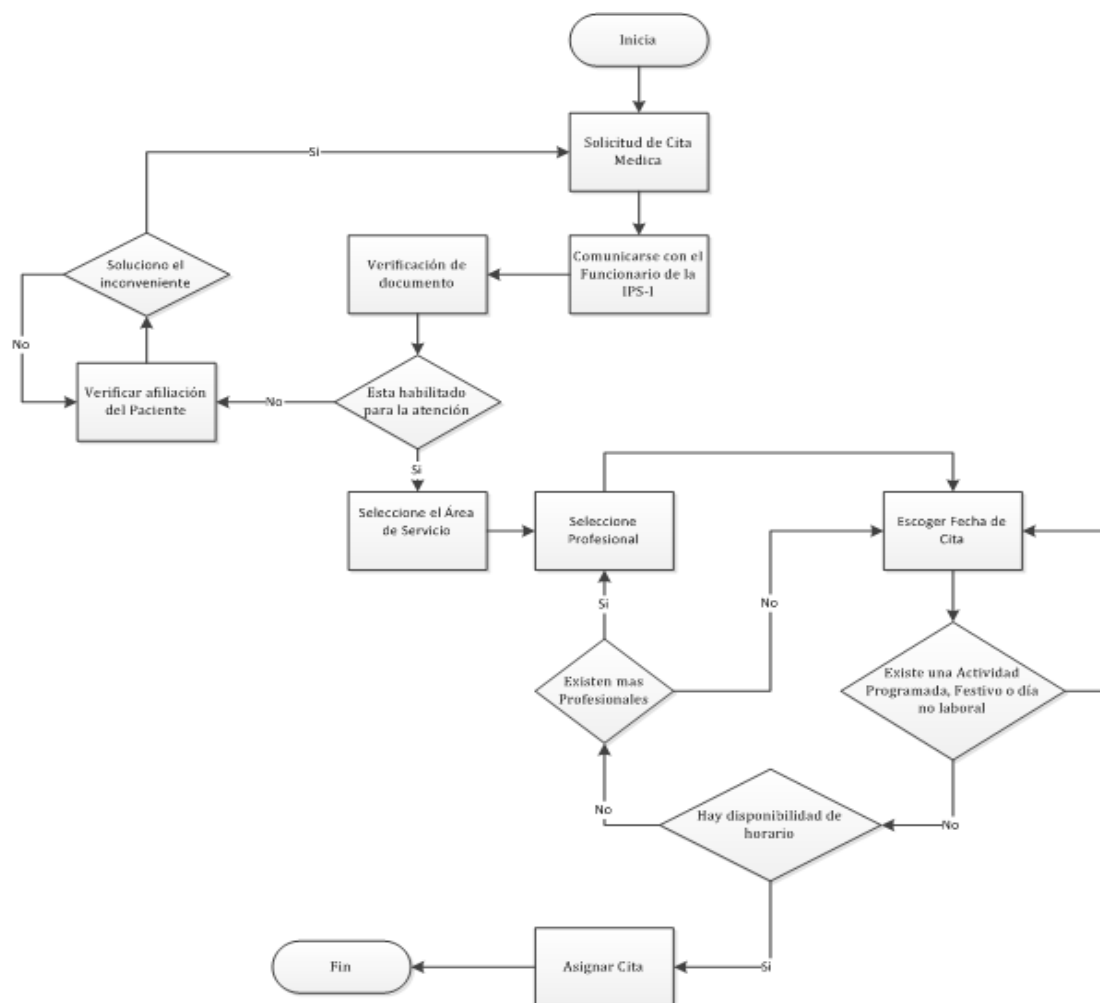 Inicia
Solicitud de Cita
Medica
Si
Soluciono el
inconveniente
Verificación de
documento
Comunicarse con el
Funcionario de la
IPS-I
No
Verificar afiliación
del Paciente
No
Esta habilitado
para la atención
Si
Seleccione el Área
de Servicio
Seleccione
Profesional
Escoger Fecha de
Cita
Si
No
Existen mas
Profesionales
Existe una Actividad
Programada, Festivo o día
no laboral
No
Hay disponibilidad de
horario
No
Si
Asignar Cita
Fin